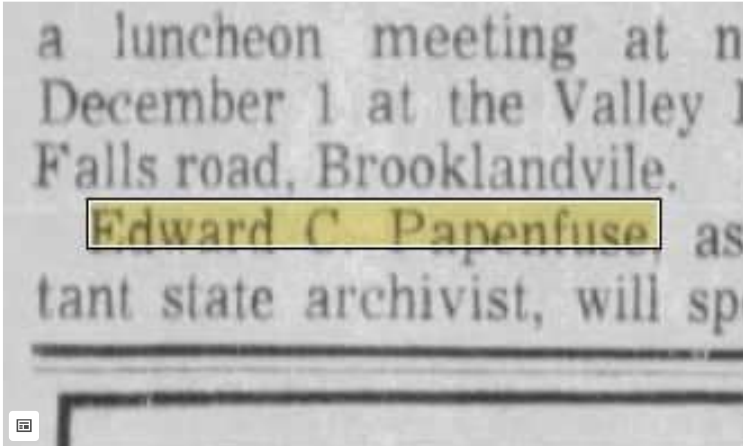 a luncheon meeting at n
December 1 at the Valley
Falls road, Brooklandvile.
Edward C. Papenfuse, as
tant state archivist, will sp